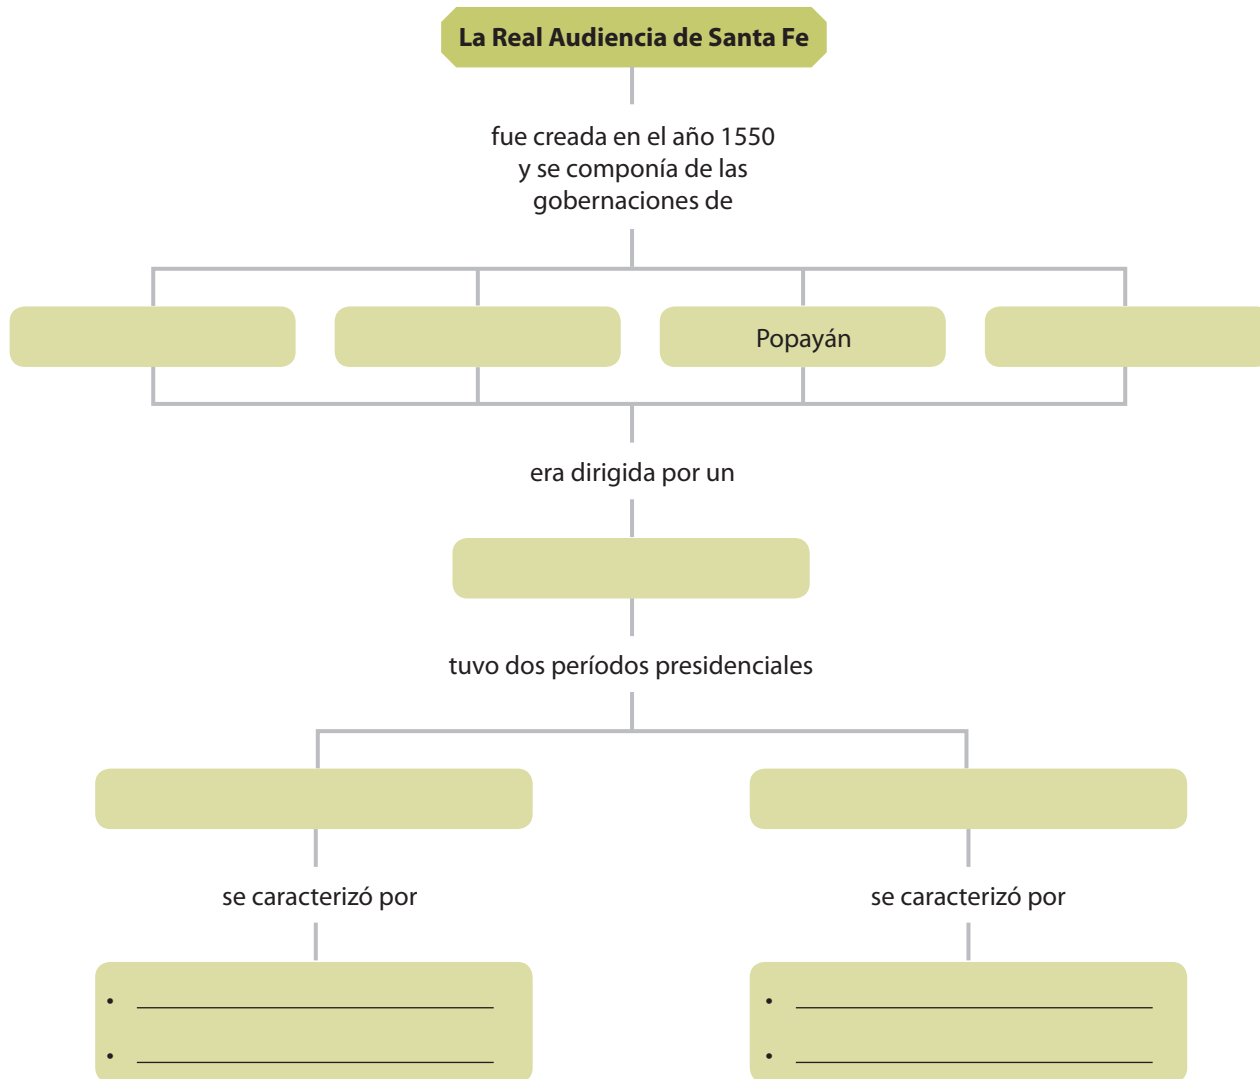 La Real Audiencia de Santa Fe
fue creada en el año 1550
y se componía de las
gobernaciones de
Popayán
era dirigida por un
tuvo dos períodos presidenciales
se caracterizó por
se caracterizó por
•
•
•
•